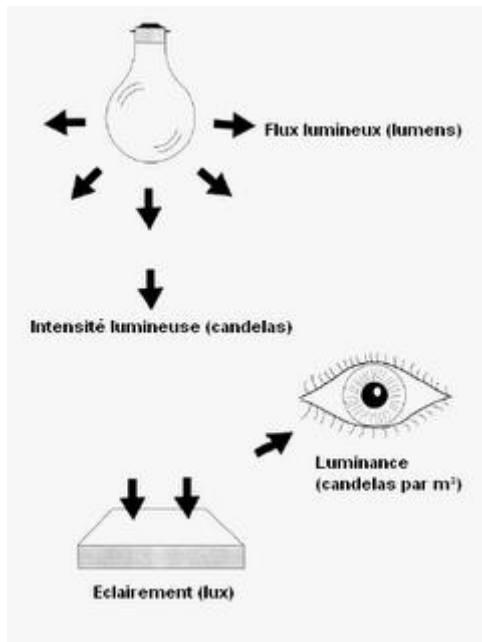 Flux lumineux (lumens)
Intensité lumineuse (candelas)
Luminance
(candelas par m²)
Eclairement (lux)